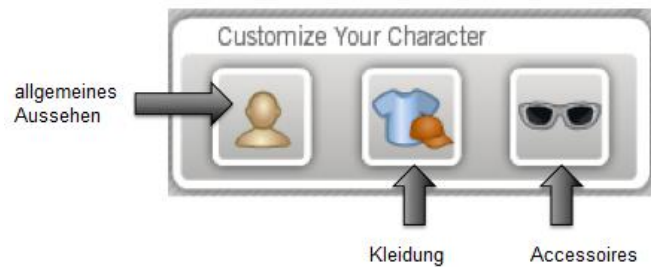 Customize Your Character
allgemeines
Aussehen
Kleidung
Accessoires